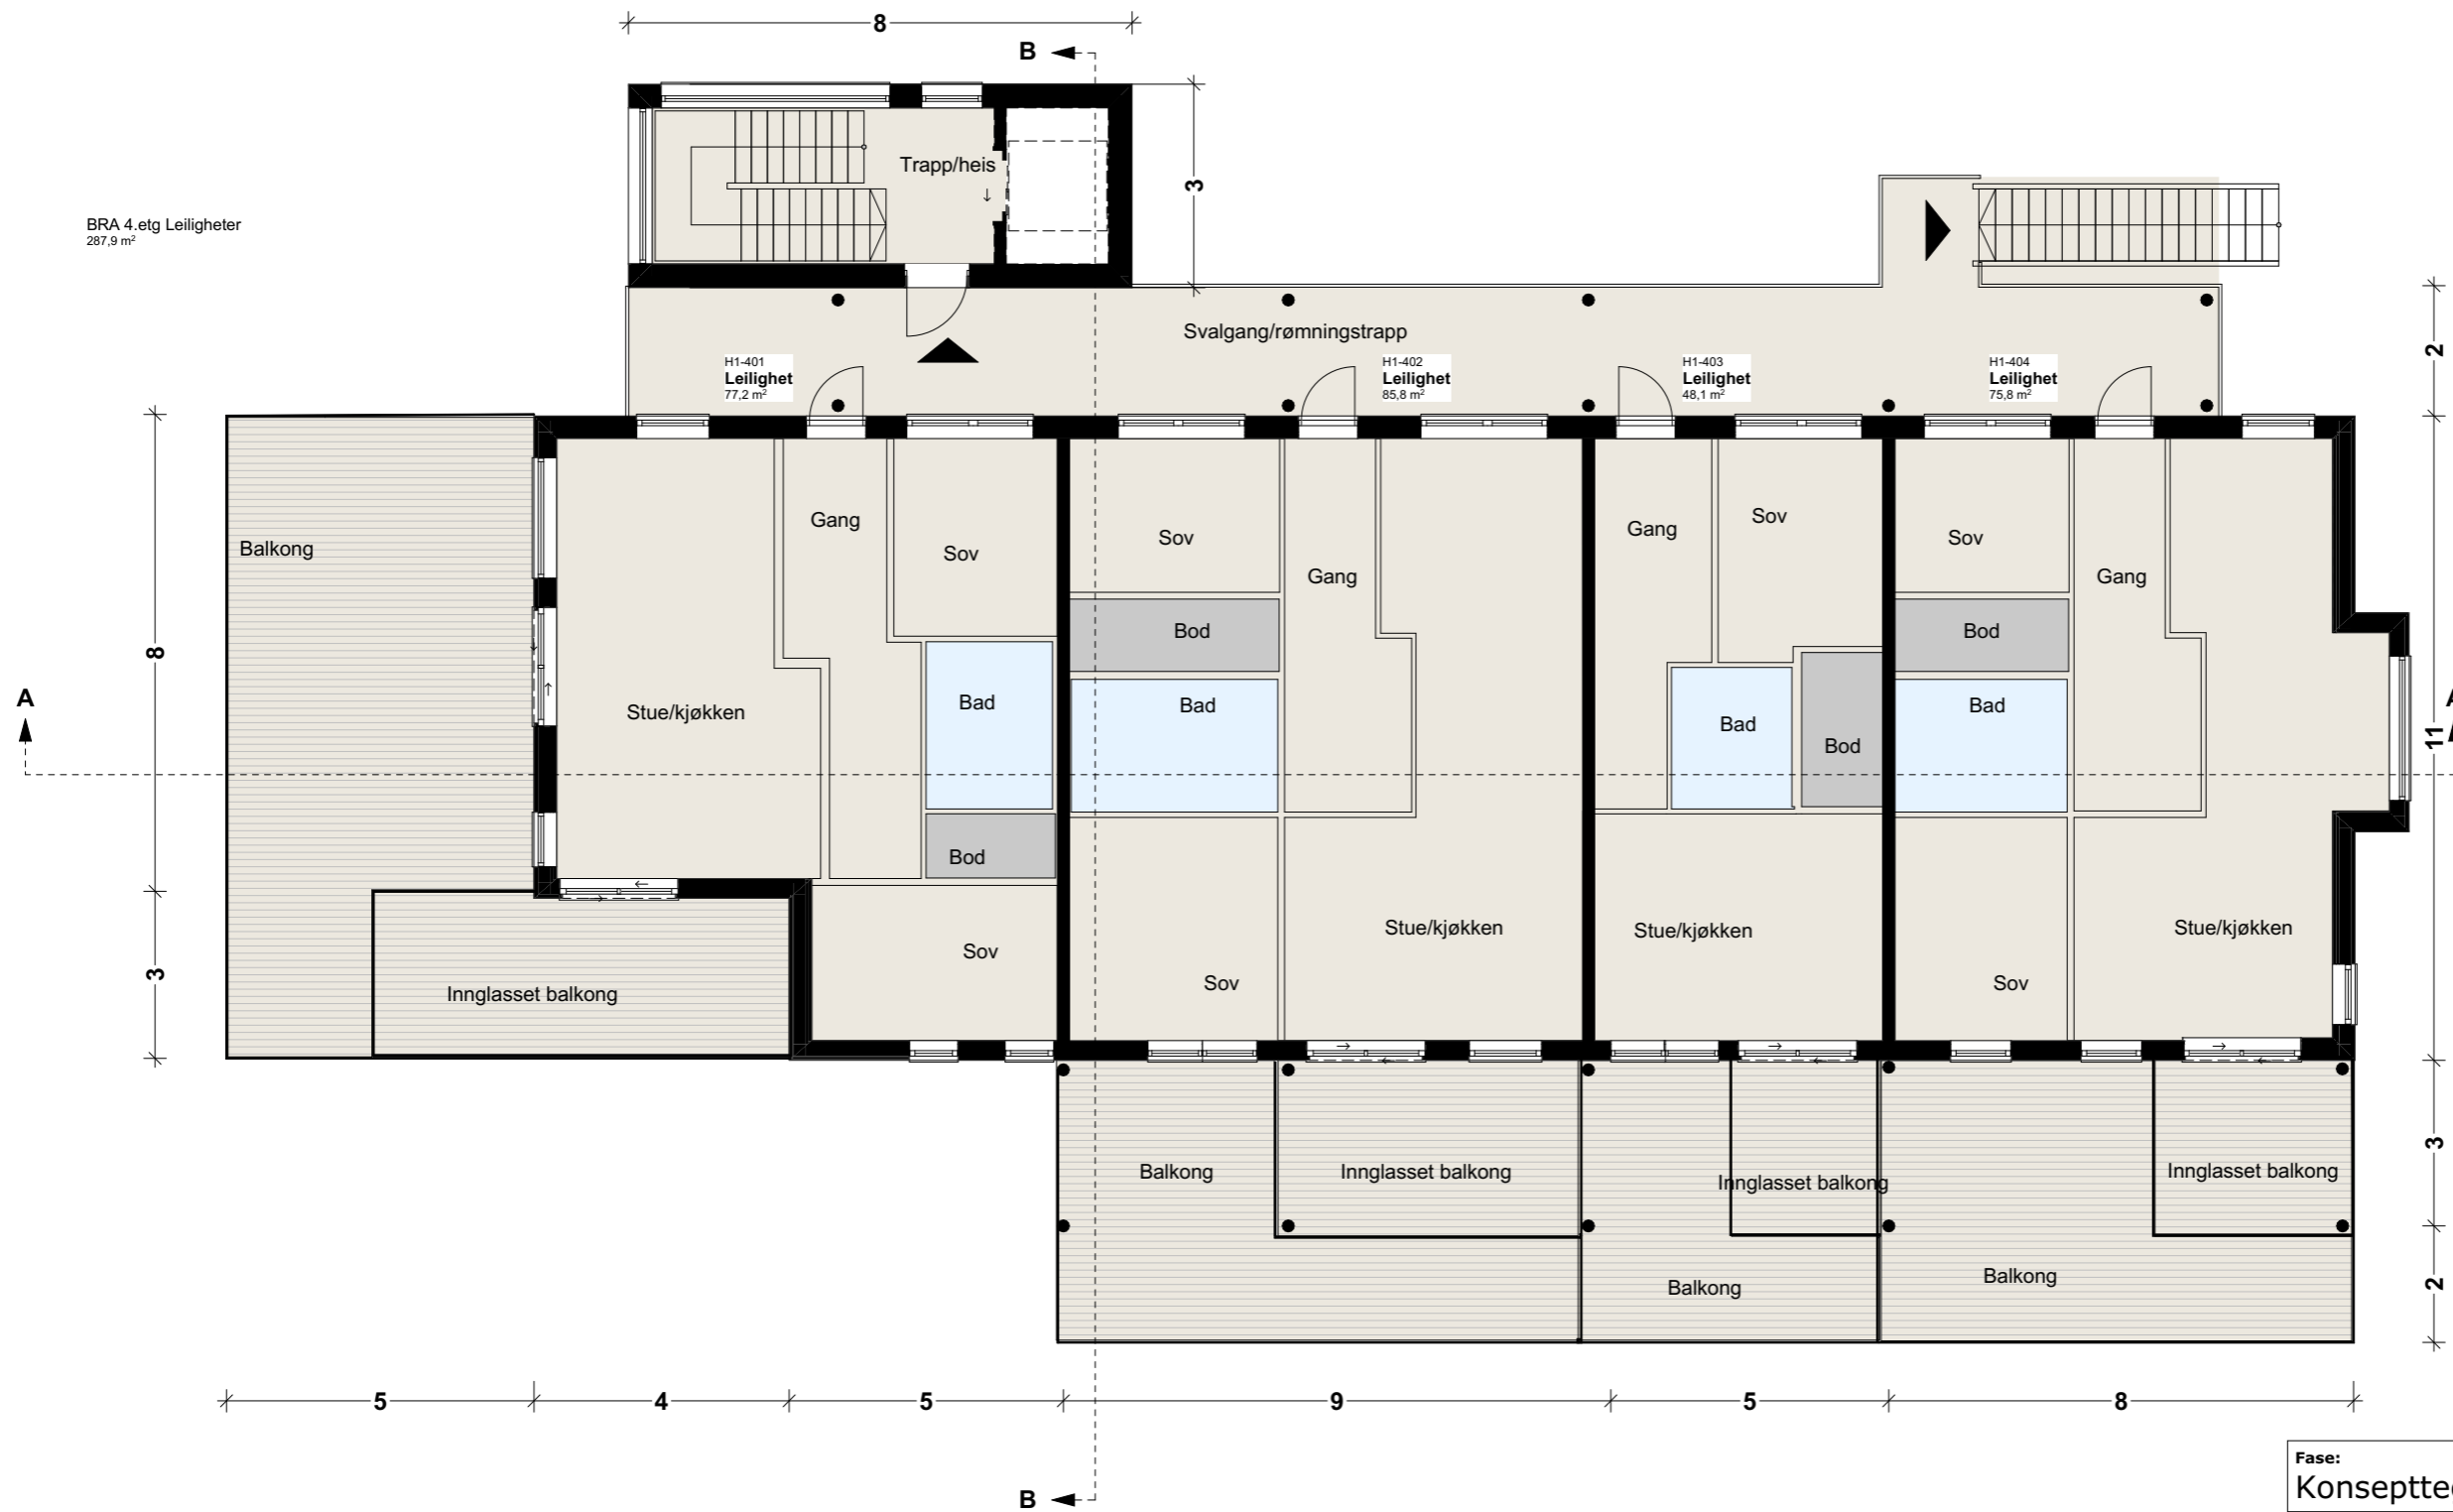 8
B
Trapp/heis
3
BRA 4.etg Leiligheter
287,9 m²
Svalgang/rømningstrapp
2
H1-401
Leilighet
77,2 m²
H1-402
Leilighet
85,8 m²
H1-403
Leilighet
48,1 m²
H1-404
Leilighet
75,8 m²
Balkong
Gang
Sov
Sov
Gang
Gang
Sov
Sov
Gang
8
Bod
Bod
A
Stue/kjøkken
Bad
Bad
Bad
Bod
Bad
A
11
Bod
3
Innglasset balkong
Sov
Sov
Stue/kjøkken
Stue/kjøkken
Sov
Stue/kjøkken
Balkong
Innglasset balkong
Innglasset balkong
Innglasset balkong
3
Balkong
Balkong
2
5
4
5
9
5
8
B
Fase: